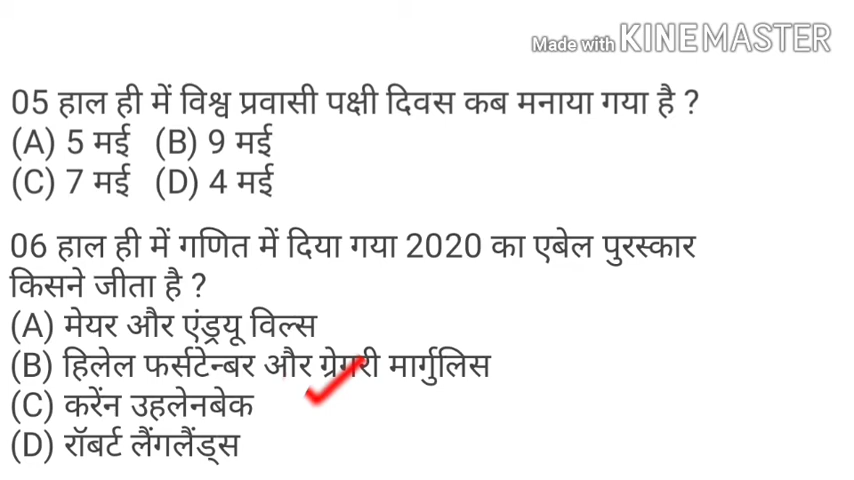 Made with KINEMASTER
05 हाल ही में विश्व प्रवासी पक्षी दिवस कब मनाया गया है ?
(A) 5 मई (B) 9 मई
(C) 7 मई (D) 4 मई
06 हाल ही में गणित में दिया गया 2020 का एबेल पुरस्कार
किसने जीता है ?
(A) मेयर और एंड्रयू विल्स
(B) हिलेल फर्सटेन्बर और ग्रेगरी मार्गुलिस
(C) करेंन उहलेनबेक
(D) रॉबर्ट लैंगलैंड्स